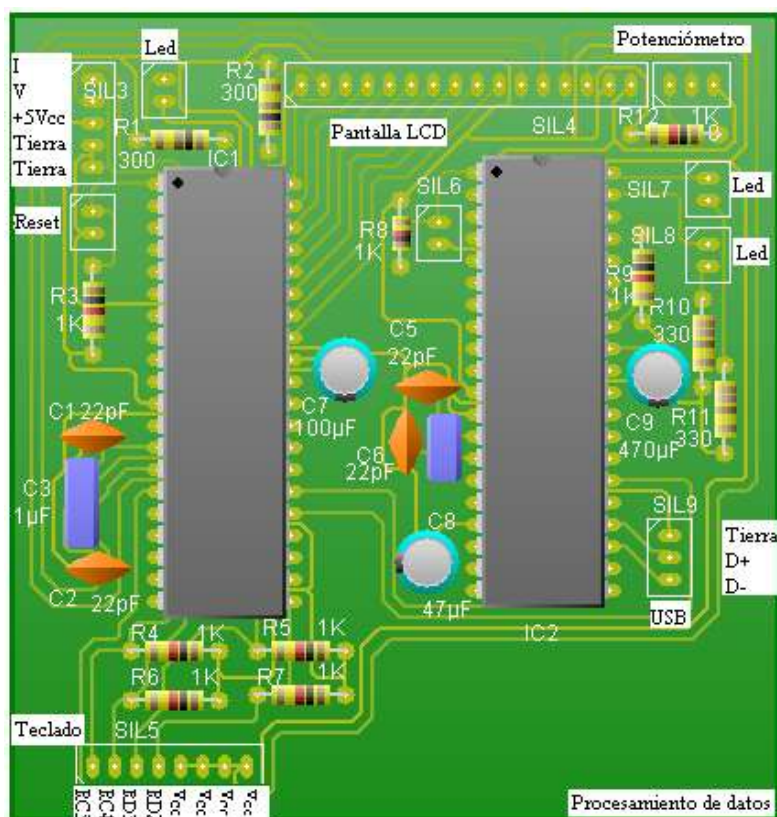 Led
Potenciómetro
I
V
+5Vcc
Tierra
Tierra
SIL3
R2
300
R1
300
IC1
Pantalla LCD
SIL4
R12
1K
Reset
SIL6
SIL7
Led
SIL8
Led
R8
1K
R9
1K
R3
1K
R10
330
C5
22pF
C7
100µF
C1
22pF
C6
22pF
C9
470µF
R11
330
C3
1µF
C2
22pF
C8
47µF
SIL9
Tierra
D+
D-
USB
IC2
R4
1K
R5
1K
R6
1K
R7
1K
Teclado
SIL5
Vcc
Vcc
Vcc
Procesamiento de datos